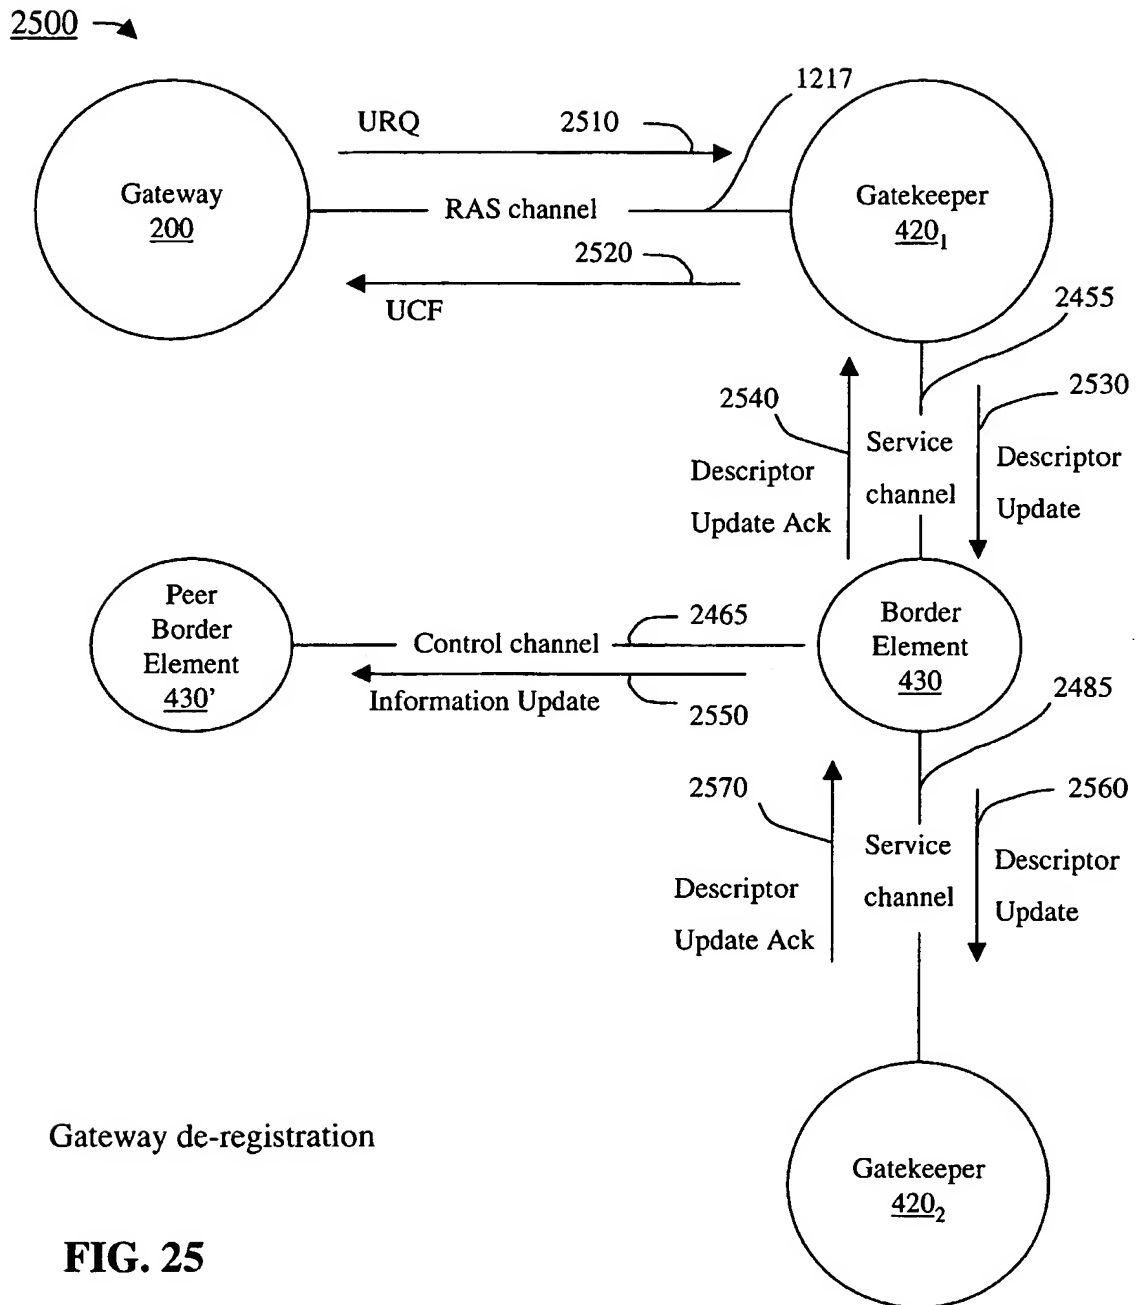 2500
1217
URQ 2510
Gateway
200
RAS channel
Gatekeeper
420₁
2520
UCF
2455
2540
2530
Service
channel
Descriptor
Update Ack
Descriptor
Update
Peer
Border
Element
430'
2465
Control channel
Information Update
2550
Border
Element
430
2485
2570
2560
Service
channel
Descriptor
Update Ack
Descriptor
Update
Gateway de-registration
Gatekeeper
420₂
FIG. 25